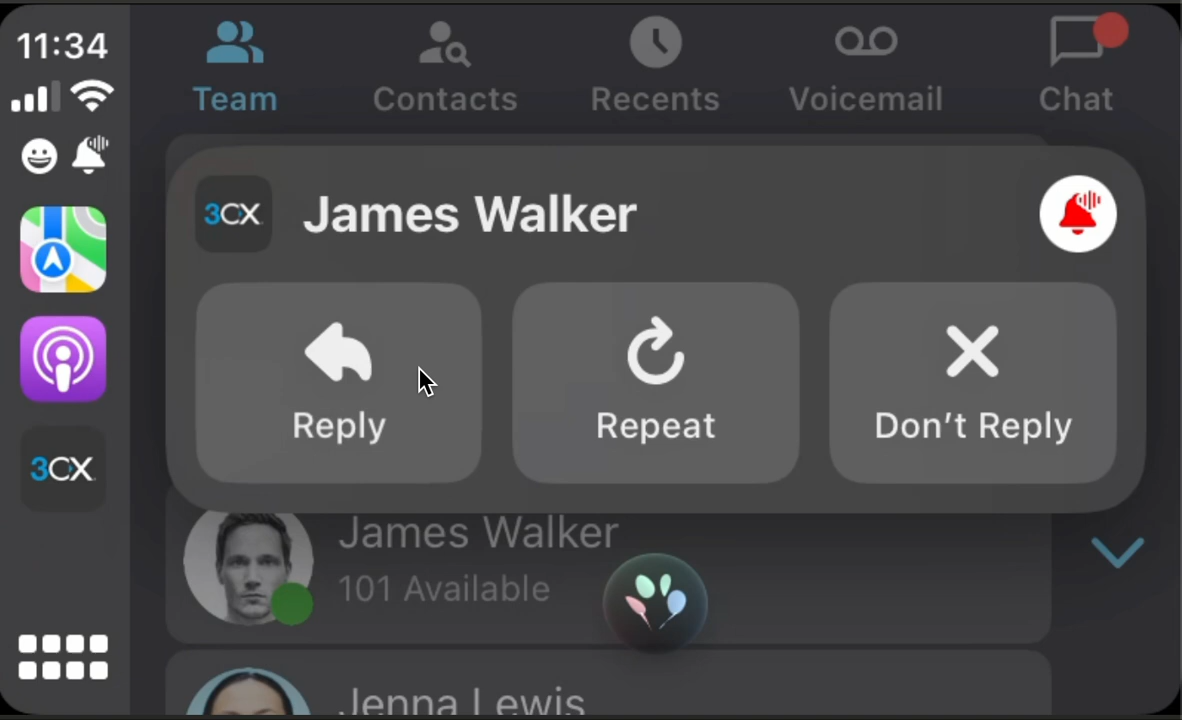 11:34
Team
Contacts
Recents
Voicemail
Chat
3CX
James Walker
Reply
Repeat
Don’t Reply
3CX
James Walker
101 Available
Jenna Lewis